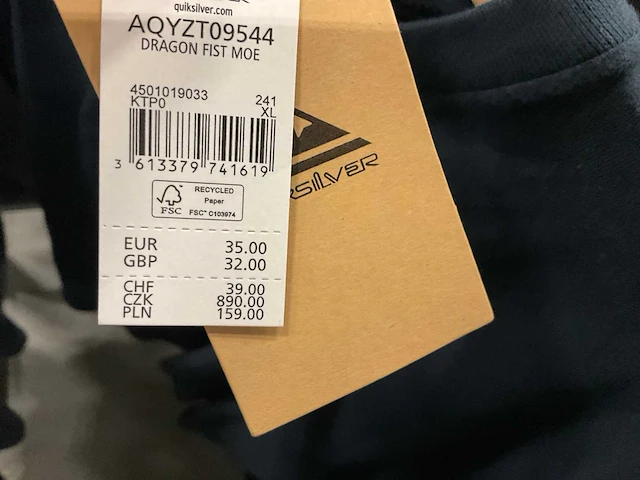 quiksilver.com
AQYZT09544
DRAGON FIST MOE
4501019033 241
KTP0 XL
3 613379 741619
FSC
RECYCLED
Paper
FSC™ C103974
EUR 35.00
GBP 32.00
CHF 39.00
CZK 890.00
PLN 159.00